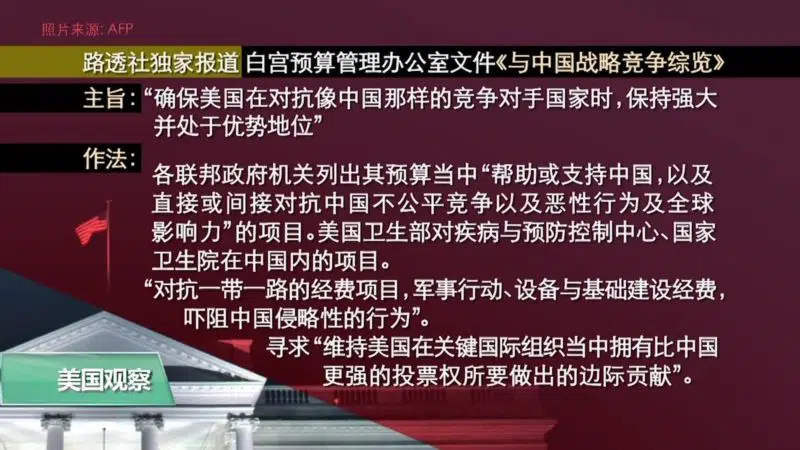 照片来源: AFP
路透社独家报道 白宫预算管理办公室文件《与中国战略竞争综览》
主旨：“确保美国在对抗像中国那样的竞争对手国家时，保持强大
并处于优势地位”
作法：
各联邦政府机关列出其预算当中“帮助或支持中国，以及
直接或间接对抗中国不公平竞争以及恶性行为及全球
影响力”的项目。美国卫生部对疾病与预防控制中心、国家
卫生院在中国内的项目。
“对抗一带一路的经费项目，军事行动、设备与基础建设经费，
吓阻中国侵略性的行为”。
寻求“维持美国在关键国际组织当中拥有比中国
更强的投票权所要做出的边际贡献”。
美国观察